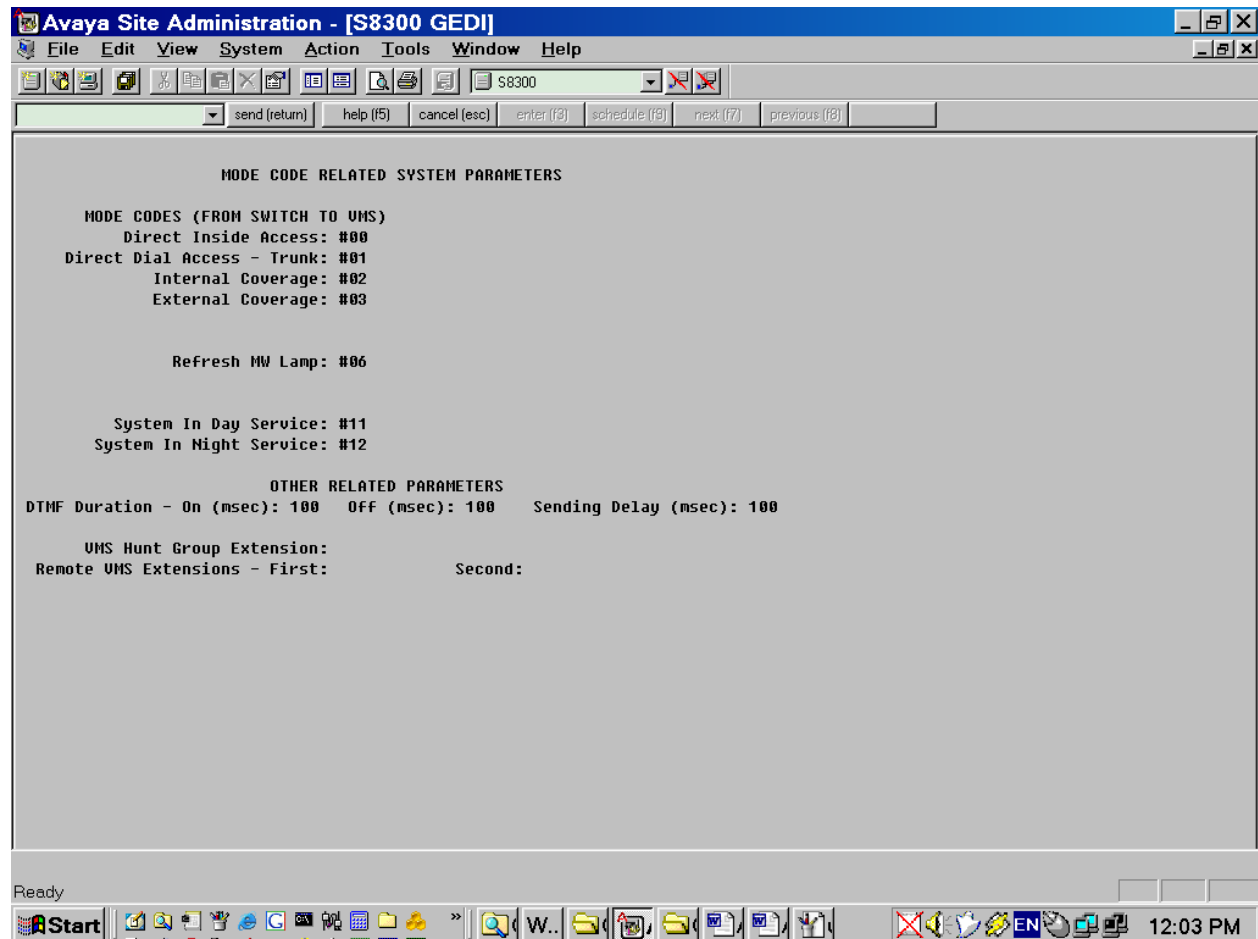 Avaya Site Administration - [S8300 GEDI]
File Edit View System Action Tools Window Help
S8300
send (return) help (f5) cancel (esc) enter (f3) schedule (f9) next (f7) previous (f8)
MODE CODE RELATED SYSTEM PARAMETERS
MODE CODES (FROM SWITCH TO VMS)
Direct Inside Access: #00
Direct Dial Access - Trunk: #01
Internal Coverage: #02
External Coverage: #03
Refresh MW Lamp: #06
System In Day Service: #11
System In Night Service: #12
OTHER RELATED PARAMETERS
DTMF Duration - On (msec): 100 Off (msec): 100 Sending Delay (msec): 100
VMS Hunt Group Extension:
Remote VMS Extensions - First: Second:
Ready
Start » W.. EN 12:03 PM